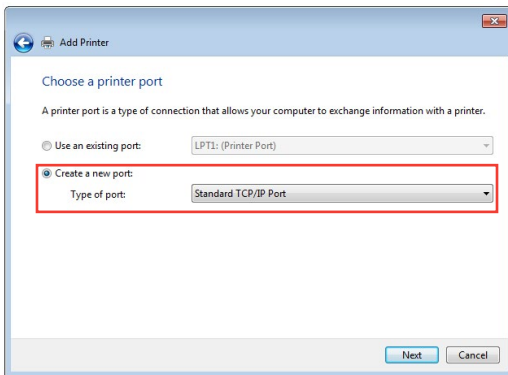 Add Printer
Choose a printer port
A printer port is a type of connection that allows your computer to exchange information with a printer.
Use an existing port: LPT1: (Printer Port)
Create a new port:
Type of port: Standard TCP/IP Port
Next Cancel